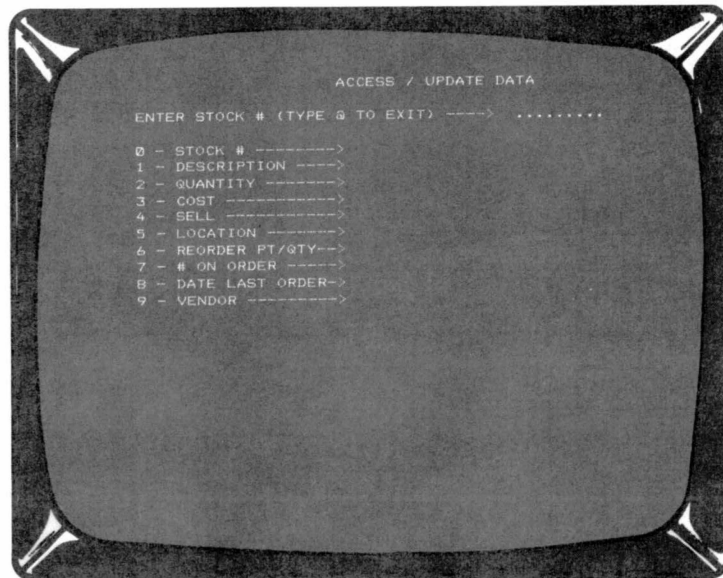 ACCESS / UPDATE DATA
ENTER STOCK # (TYPE Q TO EXIT) ----> .........
0 - STOCK # -------->
1 - DESCRIPTION ---->
2 - QUANTITY ------->
3 - COST ----------->
4 - SELL ----------->
5 - LOCATION ------->
6 - REORDER PT/QTY-->
7 - # ON ORDER ----->
8 - DATE LAST ORDER->
9 - VENDOR --------->